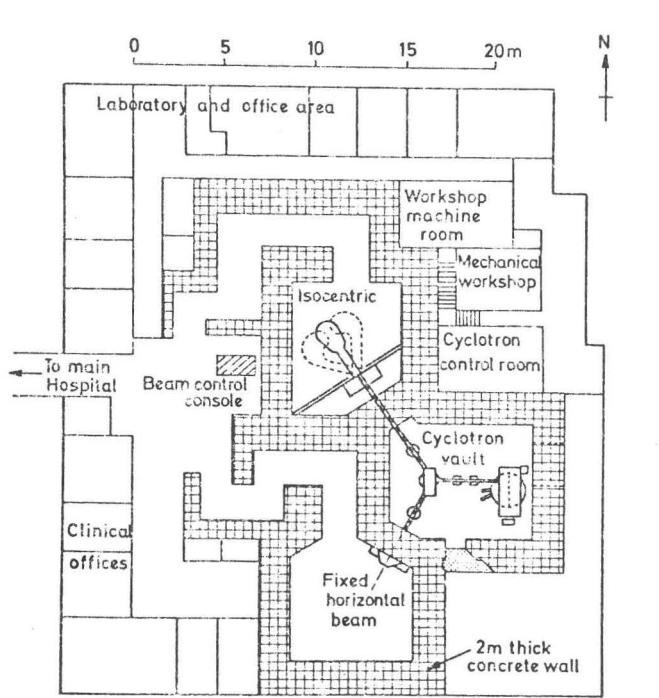 0 5 10 15 20m
N
Laboratory and office area
Workshop
machine
room
Mechanical
workshop
Isocentric
Cyclotron
control room
To main
Hospital
Beam control
console
Cyclotron
vault
Clinical
offices
Fixed
horizontal
beam
2m thick
concrete wall